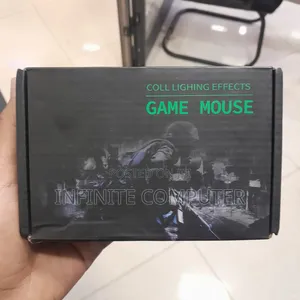 COLL LIGHING EFFECTS
GAME MOUSE
INFINITE COMPUTER